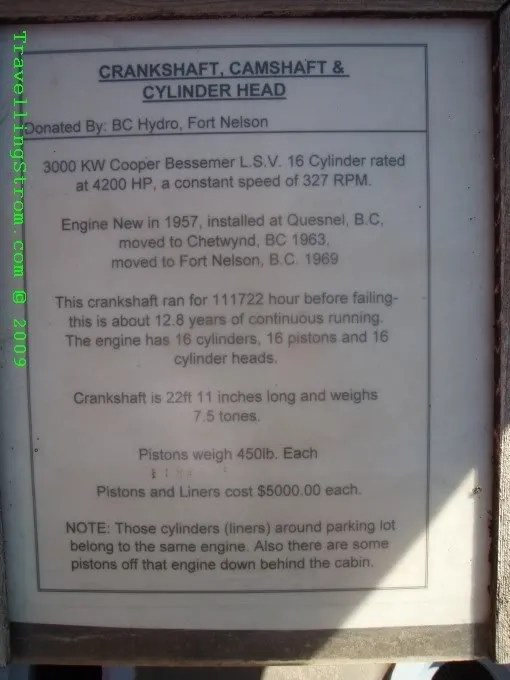 CRANKSHAFT, CAMSHAFT &
CYLINDER HEAD
Donated By: BC Hydro, Fort Nelson
3000 KW Cooper Bessemer L.S.V. 16 Cylinder rated
at 4200 HP, a constant speed of 327 RPM.
Engine New in 1957, installed at Quesnel, B.C,
moved to Chetwynd, BC 1963,
moved to Fort Nelson, B.C. 1969
This crankshaft ran for 111722 hour before failing-
this is about 12.8 years of continuous running.
The engine has 16 cylinders, 16 pistons and 16
cylinder heads.
Crankshaft is 22ft 11 inches long and weighs
7.5 tones.
Pistons weigh 450lb. Each
Pistons and Liners cost $5000.00 each.
NOTE: Those cylinders (liners) around parking lot
belong to the same engine. Also there are some
pistons off that engine down behind the cabin.
TravellingStrom.com @ 2009